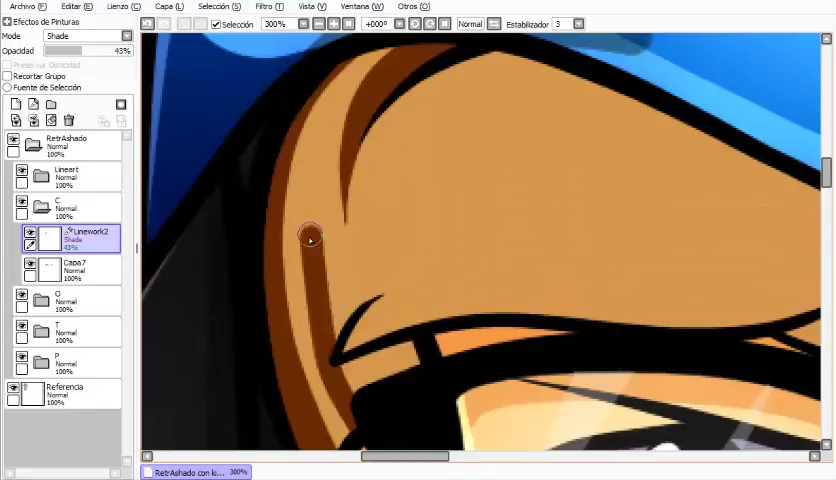 Archivo (F) Editar (E) Lienzo (C) Capa (L) Selección (S) Filtro (T) Vista (V) Ventana (W) Otros (O)
Efectos de Pinturas
Selección 300% +000º Normal Estabilizador 3
Mode Shade
Opacidad 43%
Preservar Opacidad
Recortar Grupo
Fuente de Selección
RetrAshado
Normal
100%
Lineart
Normal
100%
C
Normal
100%
Linework2
Shade
43%
Capa7
Normal
100%
O
Normal
100%
T
Normal
100%
P
Normal
100%
Referencia
Normal
100%
RetrAshado con ki... 300%